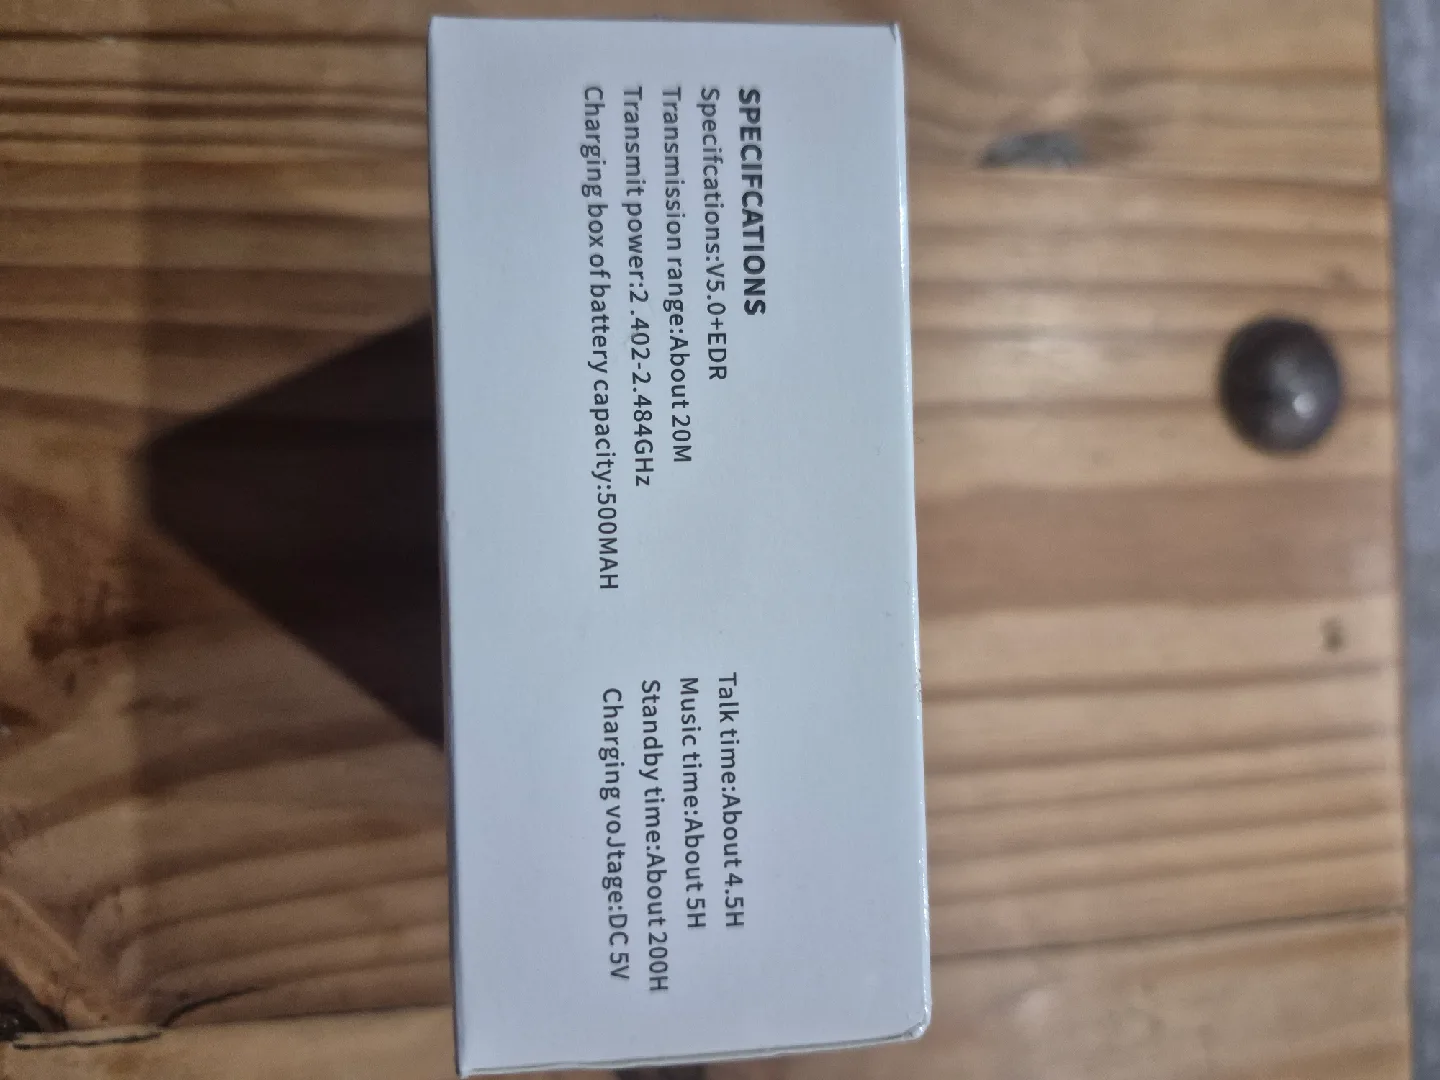 SPECIFCATIONS
Specifcations:V5.0+EDR
Transmission range:About 20M
Transmit power:2.402-2.484GHz
Charging box of battery capacity:500MAH
Talk time:About 4.5H
Music time:About 5H
Standby time:About 200H
Charging voJtage:DC 5V